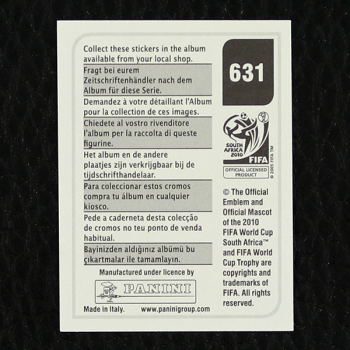 Collect these stickers in the album
available from your local shop.
Fragt bei eurem
Zeitschriftenhändler nach dem
Album für diese Serie.
Demandez à votre détaillant l'Album
pour la collection de ces images.
Chiedete al vostro rivenditore
l'album per la raccolta di queste
figurine.
Het album en de andere
plaatjes zijn verkrijgbaar bij de
tijdschrifthandelaar.
Para coleccionar estos cromos
compra tu álbum en cualquier
kiosco.
Pede a caderneta desta colecção
de cromos no teu ponto de venda
habitual.
Bayinizden aldığınız albümü bu
çıkartmalar ile tamamlayın.
Manufactured under licence by
PANINI
Made in Italy. www.paninigroup.com
631
SOUTH AFRICA
2010
FIFA
OFFICIAL LICENSED
PRODUCT
© 2005 FIFA TM
© The Official
Emblem and
Official Mascot
of the 2010
FIFA World Cup
South Africa™
and FIFA World
Cup Trophy are
copyrights and
trademarks of
FIFA. All rights
reserved.